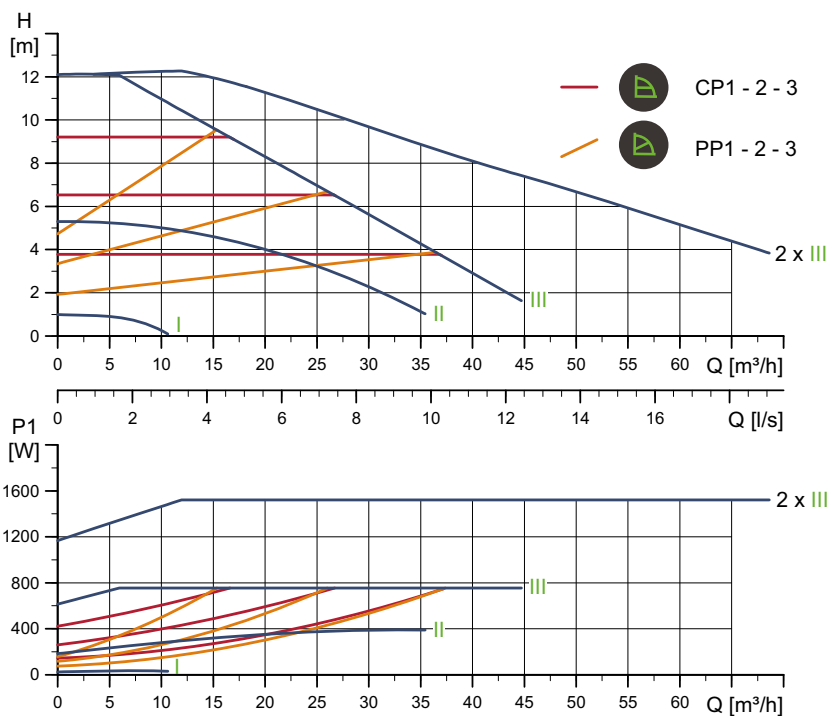 H
[m]
12
10
8
6
4
2
0
CP1 - 2 - 3
PP1 - 2 - 3
2 x III
III
II
I
0 5 10 15 20 25 30 35 40 45 50 55 60 Q [m³/h]
0 2 4 6 8 10 12 14 16 Q [l/s]
P1
[W]
1600
1200
800
400
0
2 x III
III
II
I
0 5 10 15 20 25 30 35 40 45 50 55 60 Q [m³/h]